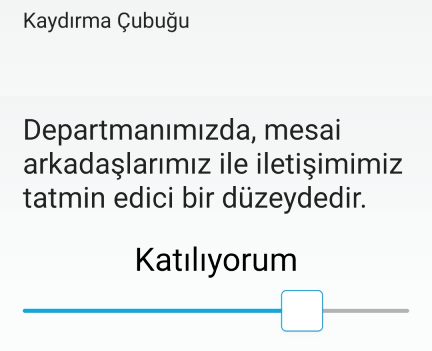 Kaydırma Çubuğu
Departmanımızda, mesai
arkadaşlarımız ile iletişimimiz
tatmin edici bir düzeydedir.
Katılıyorum